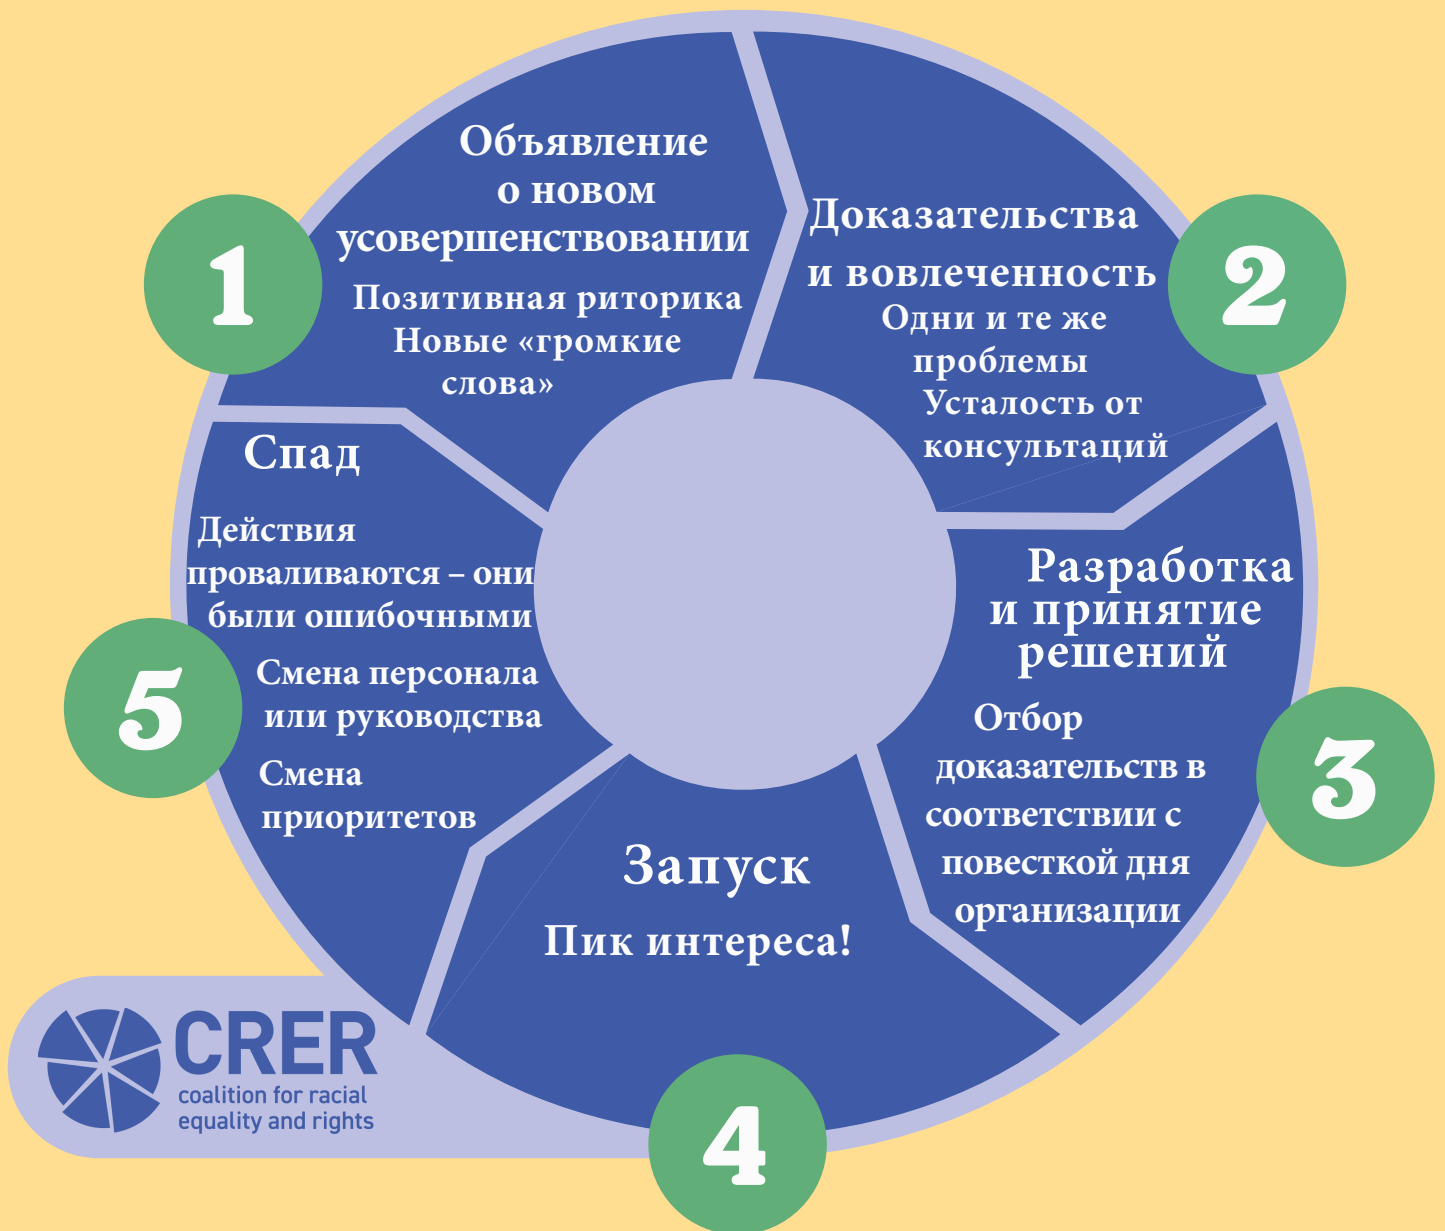 1
Объявление
о новом
усовершенствовании
Позитивная риторика
Новые «громкие
слова»
2
Доказательства
и вовлеченность
Одни и те же
проблемы
Усталость от
консультаций
3
Разработка
и принятие
решений
Отбор
доказательств в
соответствии с
повесткой дня
организации
4
Запуск
Пик интереса!
5
Спад
Действия
проваливаются – они
были ошибочными
Смена персонала
или руководства
Смена
приоритетов
CRER
coalition for racial
equality and rights